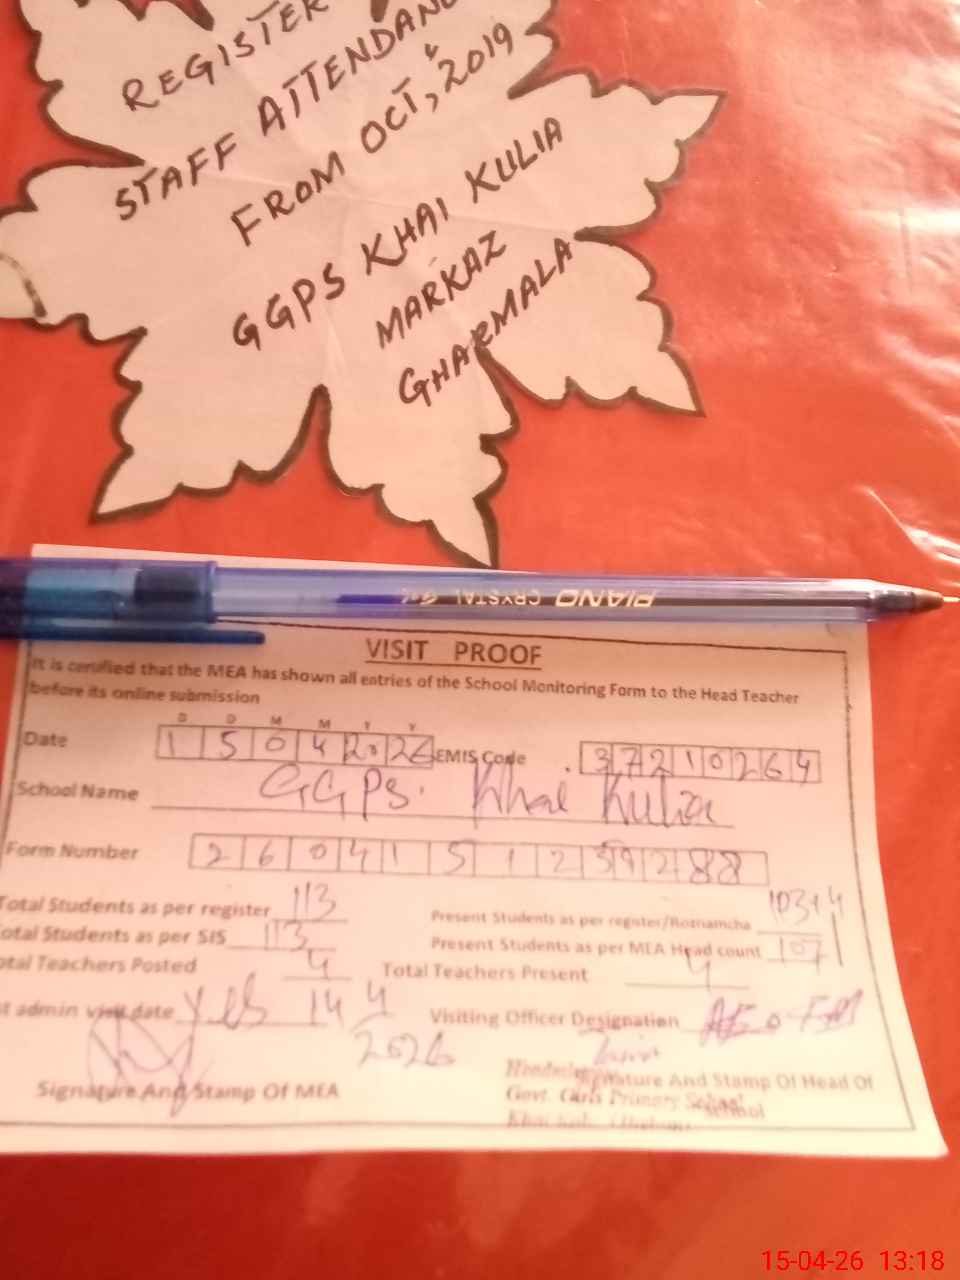 REGISTER
STAFF ATTENDANC
FROM OCT, 2019
GGPS KHAI KULIA
MARKAZ
GHARMALA
PIANO CRYSTAL Gel
VISIT PROOF
It is certified that the MEA has shown all entries of the School Monitoring Form to the Head Teacher
before its online submission
D D M M Y Y
Date 1 5 0 4 20 26 EMIS Code 3 7 2 1 0 2 6 4
School Name GGPS. Khai Kulia
Form Number 2 6 0 4 1 5 1 2 3 9 2 8 8
Total Students as per register 113 Present Students as per register/Roznamcha 103+4
otal Students as per SIS 113 Present Students as per MEA Head count 107
otal Teachers Posted 4 Total Teachers Present 4
st admin visit date Yes 14 4 2026 Visiting Officer Designation AEO
Signature And Stamp Of MEA
Signature And Stamp Of Head Of
School
Govt. Girls Primary School
15-04-26 13:18